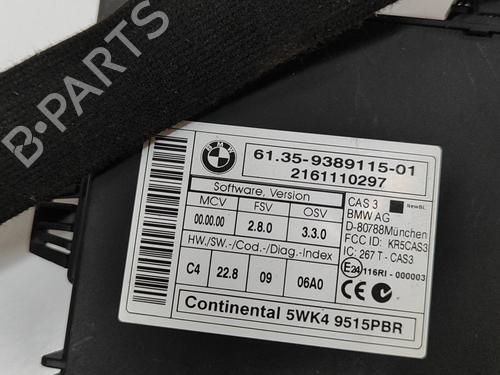 B-PARTS
BMW
61.35-9389115-01
2161110297
Software, Version
MCV FSV OSV
00.00.00 2.8.0 3.3.0
HW./SW.-/Cod.-/Diag.-Index
C4 22.8 09 06A0
CAS 3 NewBL
BMW AG
D-80788München
FCC ID: KR5CAS3
IC: 267 T - CAS3
E24 116RI - 000003
CE
Continental 5WK4 9515PBR